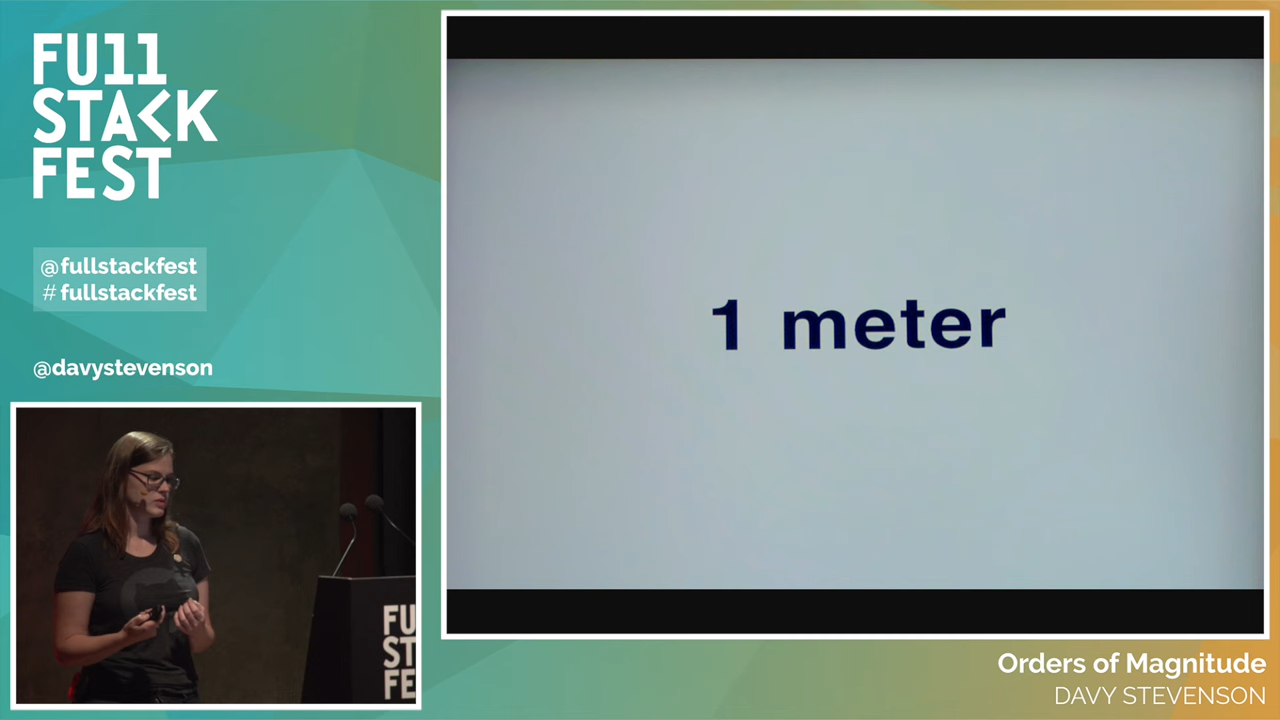 FU11
STACK
FEST
@fullstackfest
# fullstackfest
@davystevenson
1 meter
FU
ST
FE
Orders of Magnitude
DAVY STEVENSON